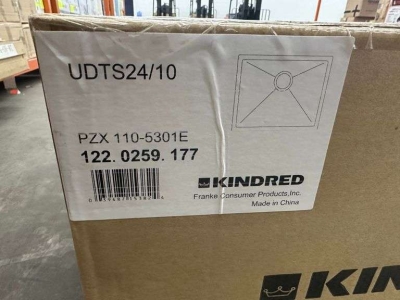 UDTS24/10
PZX 110-5301E
122. 0259. 177
KINDRED
Franke Consumer Products,Inc.
Made in China
KIN